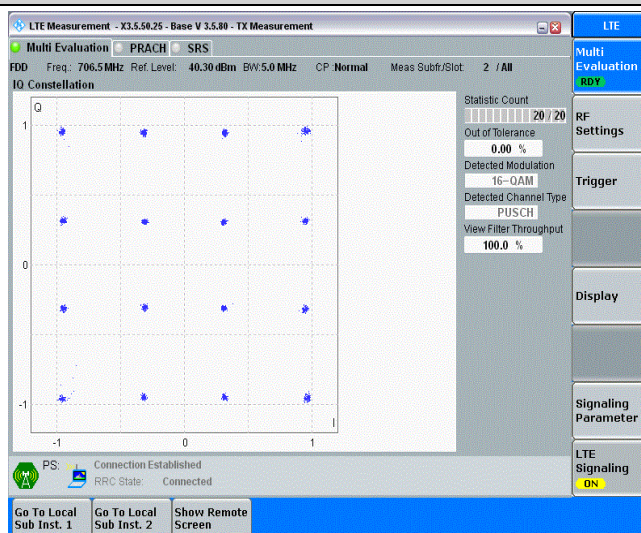 LTE Measurement - X3.5.50.25 - Base V 3.5.80 - TX Measurement
LTE
Multi Evaluation PRACH SRS
Multi Evaluation
RDY
FDD Freq.: 706.5 MHz Ref. Level: 40.30 dBm BW: 5.0 MHz CP :Normal Meas Subfr./Slot: 2 / All
IQ Constellation
Q
1
0
-1
-1 0 1
I
Statistic Count
20 / 20
Out of Tolerance
0.00 %
Detected Modulation
16-QAM
Detected Channel Type
PUSCH
View Filter Throughput
100.0 %
RF
Settings
Trigger
Display
Signaling
Parameter
LTE
Signaling
ON
PS: Connection Established
RRC State: Connected
Go To Local
Sub Inst. 1
Go To Local
Sub Inst. 2
Show Remote
Screen